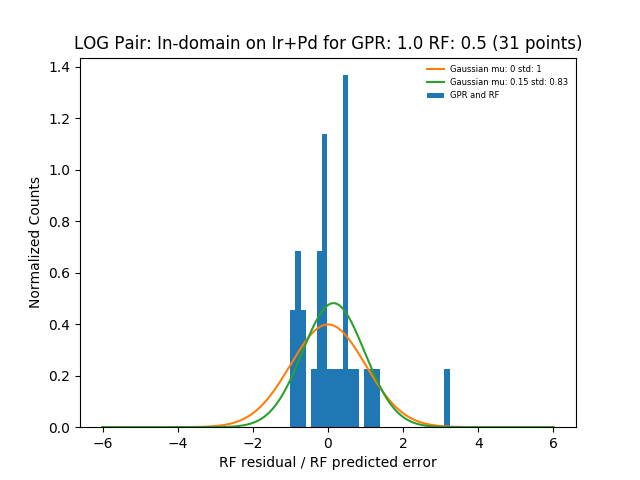 LOG Pair: In-domain on Ir+Pd for GPR: 1.0 RF: 0.5 (31 points)
Gaussian mu: 0 std: 1
Gaussian mu: 0.15 std: 0.83
GPR and RF
Normalized Counts
1.4
1.2
1.0
0.8
0.6
0.4
0.2
0.0
−6 −4 −2 0 2 4 6
RF residual / RF predicted error